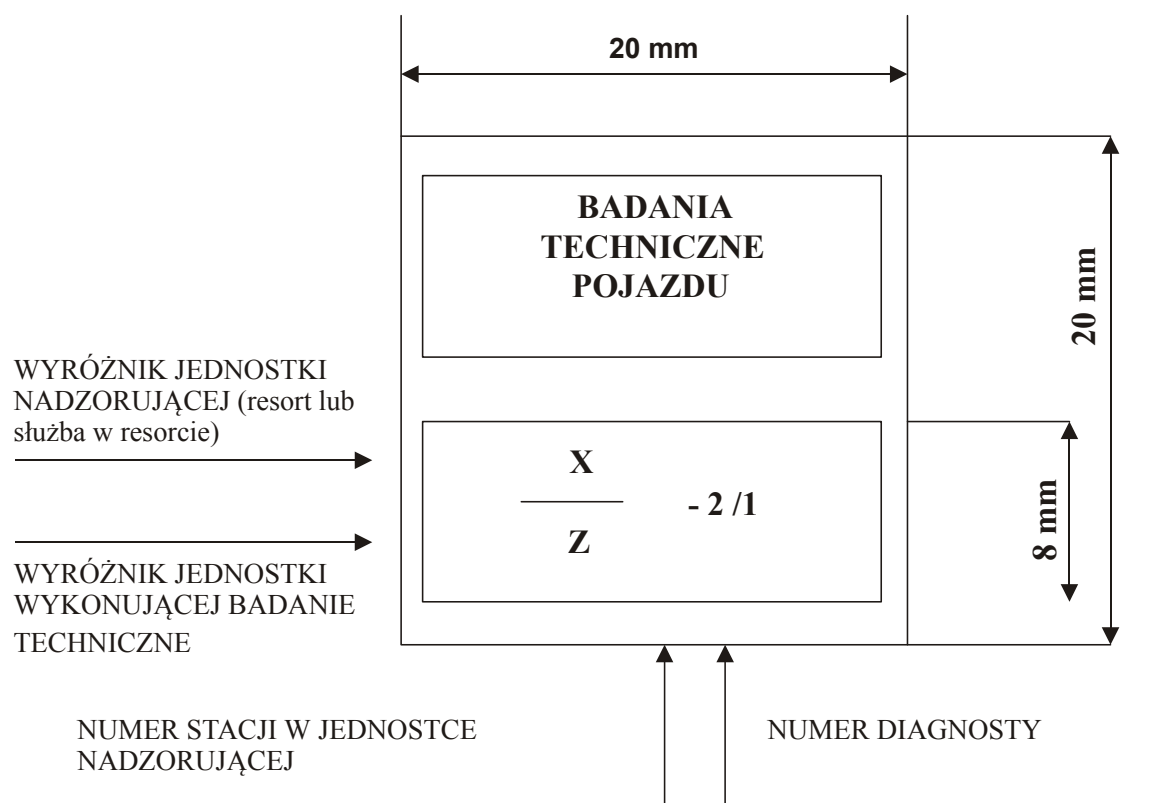 20 mm
BADANIA
TECHNICZNE
POJAZDU
20 mm
WYRÓŻNIK JEDNOSTKI
NADZORUJĄCEJ (resort lub
służba w resorcie)
X
- 2 /1
Z
8 mm
WYRÓŻNIK JEDNOSTKI
WYKONUJĄCEJ BADANIE
TECHNICZNE
NUMER STACJI W JEDNOSTCE
NADZORUJĄCEJ
NUMER DIAGNOSTY